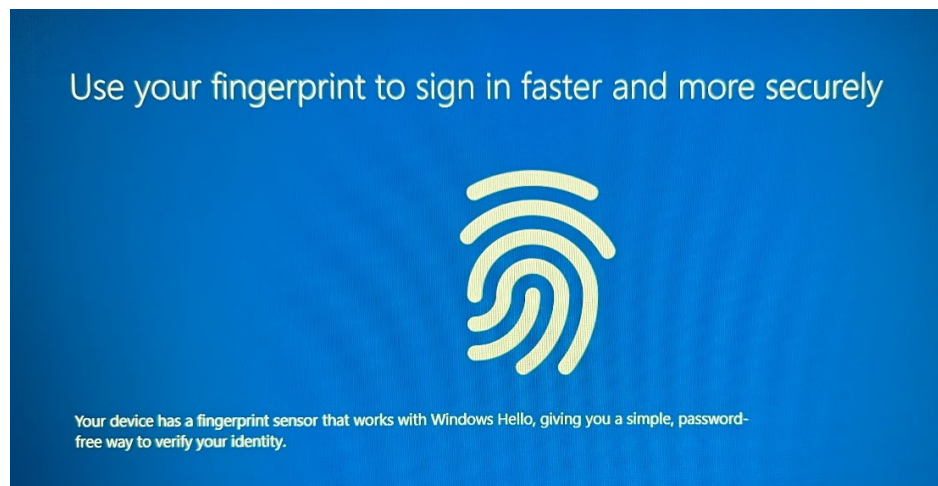 Use your fingerprint to sign in faster and more securely
Your device has a fingerprint sensor that works with Windows Hello, giving you a simple, password-
free way to verify your identity.